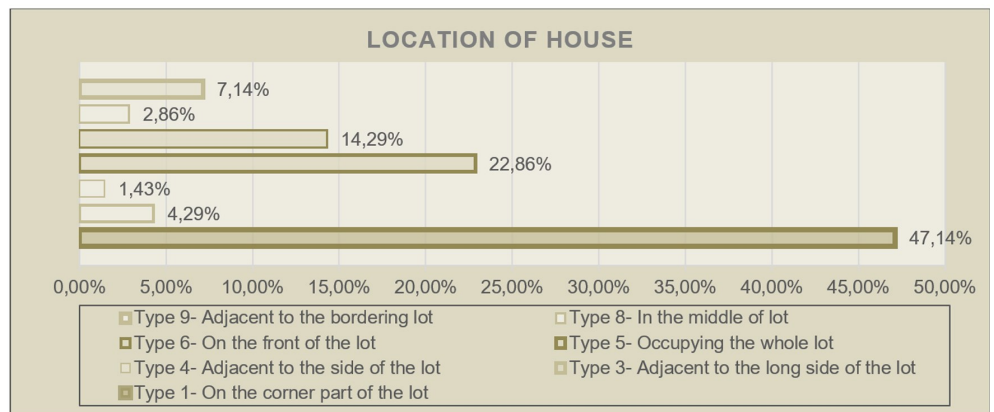 LOCATION OF HOUSE
7,14%
2,86%
14,29%
22,86%
1,43%
4,29%
47,14%
0,00% 5,00% 10,00% 15,00% 20,00% 25,00% 30,00% 35,00% 40,00% 45,00% 50,00%
Type 9- Adjacent to the bordering lot Type 8- In the middle of lot
Type 6- On the front of the lot Type 5- Occupying the whole lot
Type 4- Adjacent to the side of the lot Type 3- Adjacent to the long side of the lot
Type 1- On the corner part of the lot